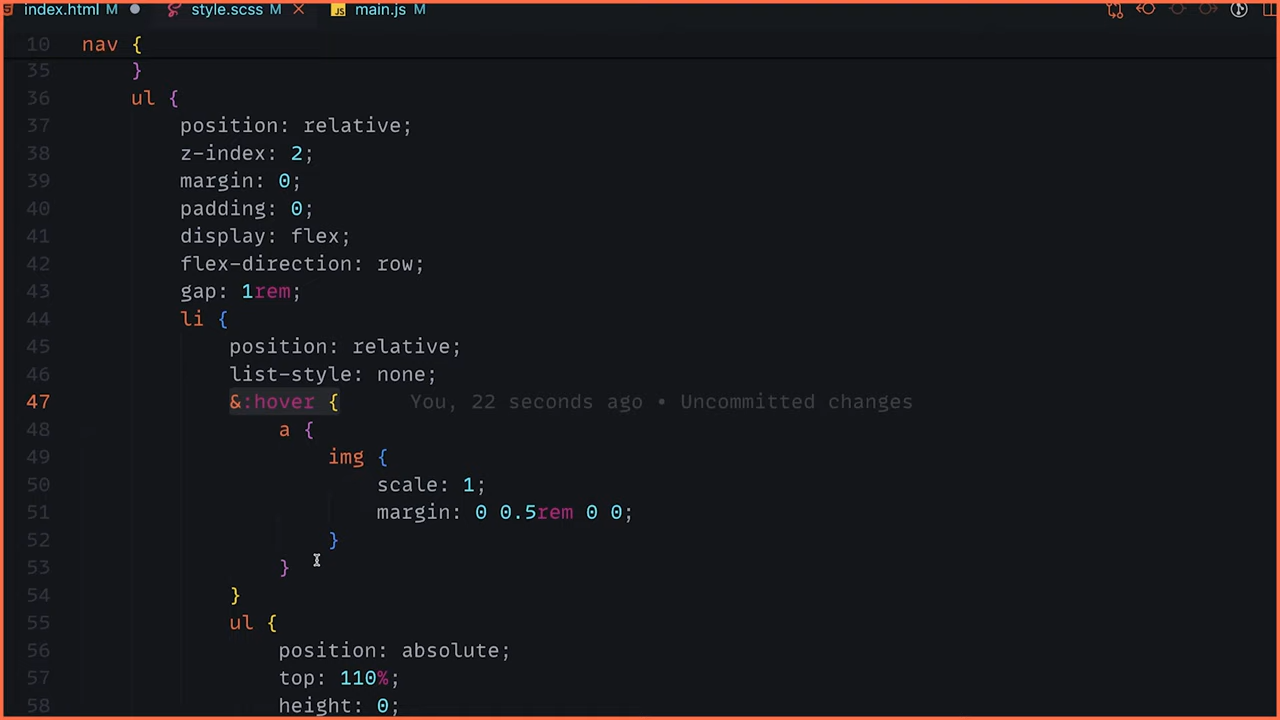 index.html M
style.scss M
JS main.js M
10 nav {
35 }
36 ul {
37 position: relative;
38 z-index: 2;
39 margin: 0;
40 padding: 0;
41 display: flex;
42 flex-direction: row;
43 gap: 1rem;
44 li {
45 position: relative;
46 list-style: none;
47 &:hover { You, 22 seconds ago • Uncommitted changes
48 a {
49 img {
50 scale: 1;
51 margin: 0 0.5rem 0 0;
52 }
53 }
54 }
55 ul {
56 position: absolute;
57 top: 110%;
58 height: 0;